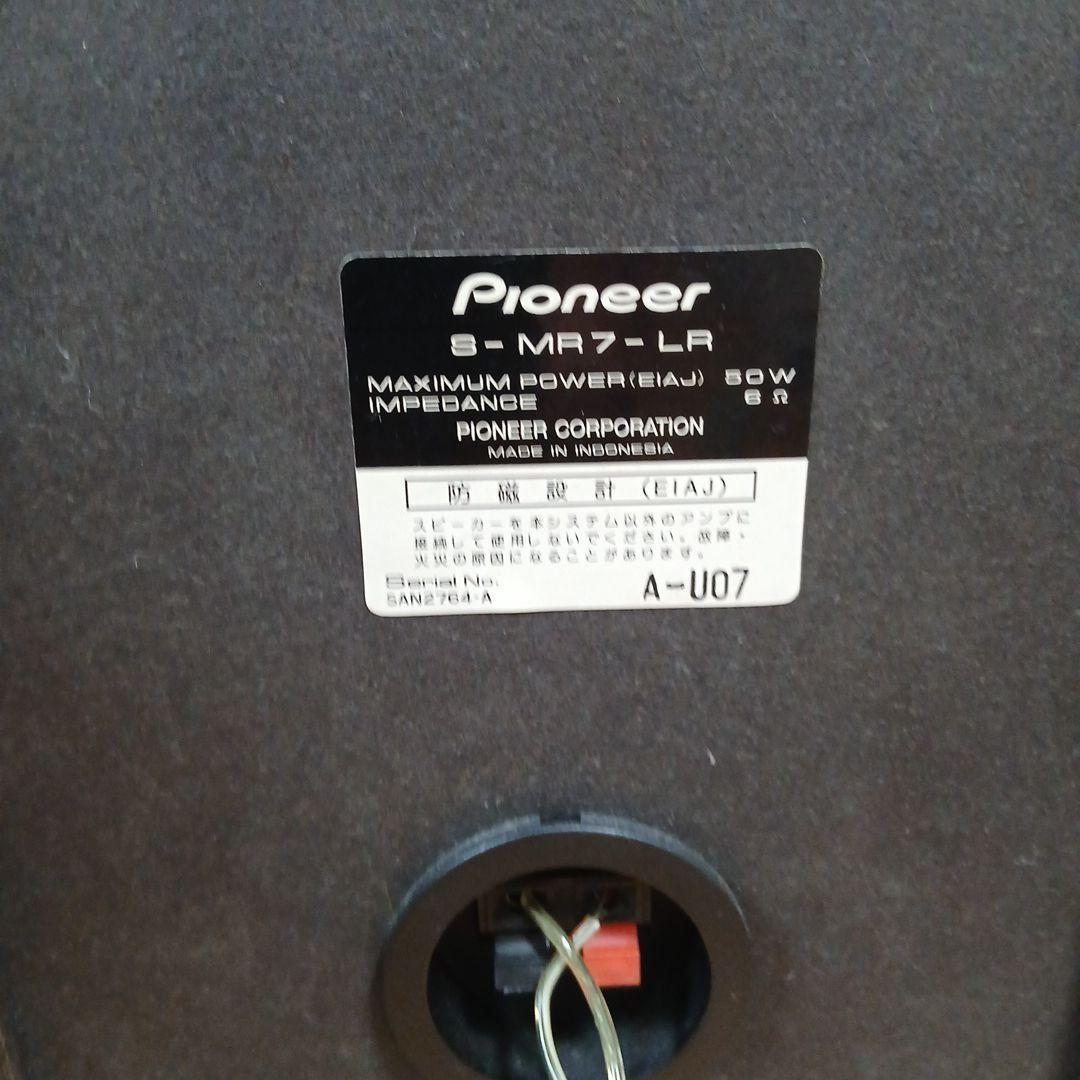 Pioneer
S-MR7-LR
MAXIMUM POWER(EIAJ) 50W
IMPEDANCE 6Ω
PIONEER CORPORATION
MADE IN INDONESIA
防磁設計 (EIAJ)
スピーカーを本システム以外のアンプに
接続して使用しないでください。故障・
火災の原因になることがあります。
Serial No.
SAN2764-A
A-U07